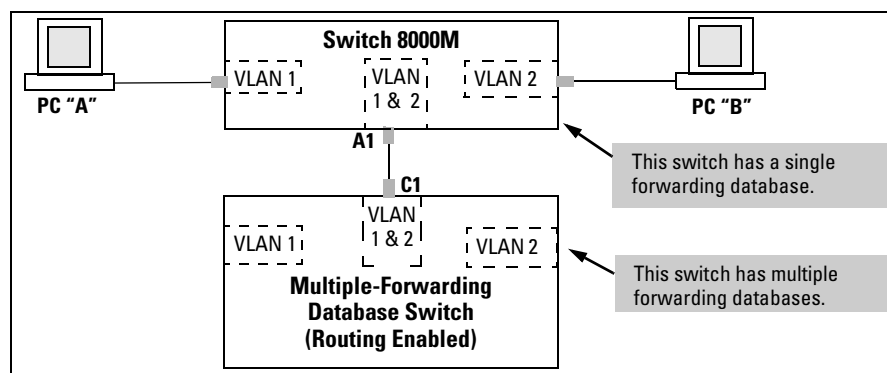 Switch 8000M
VLAN 1
VLAN
1 & 2
VLAN 2
PC “A”
PC “B”
A1
This switch has a single
forwarding database.
C1
VLAN
1 & 2
VLAN 1
VLAN 2
Multiple-Forwarding
Database Switch
(Routing Enabled)
This switch has multiple
forwarding databases.